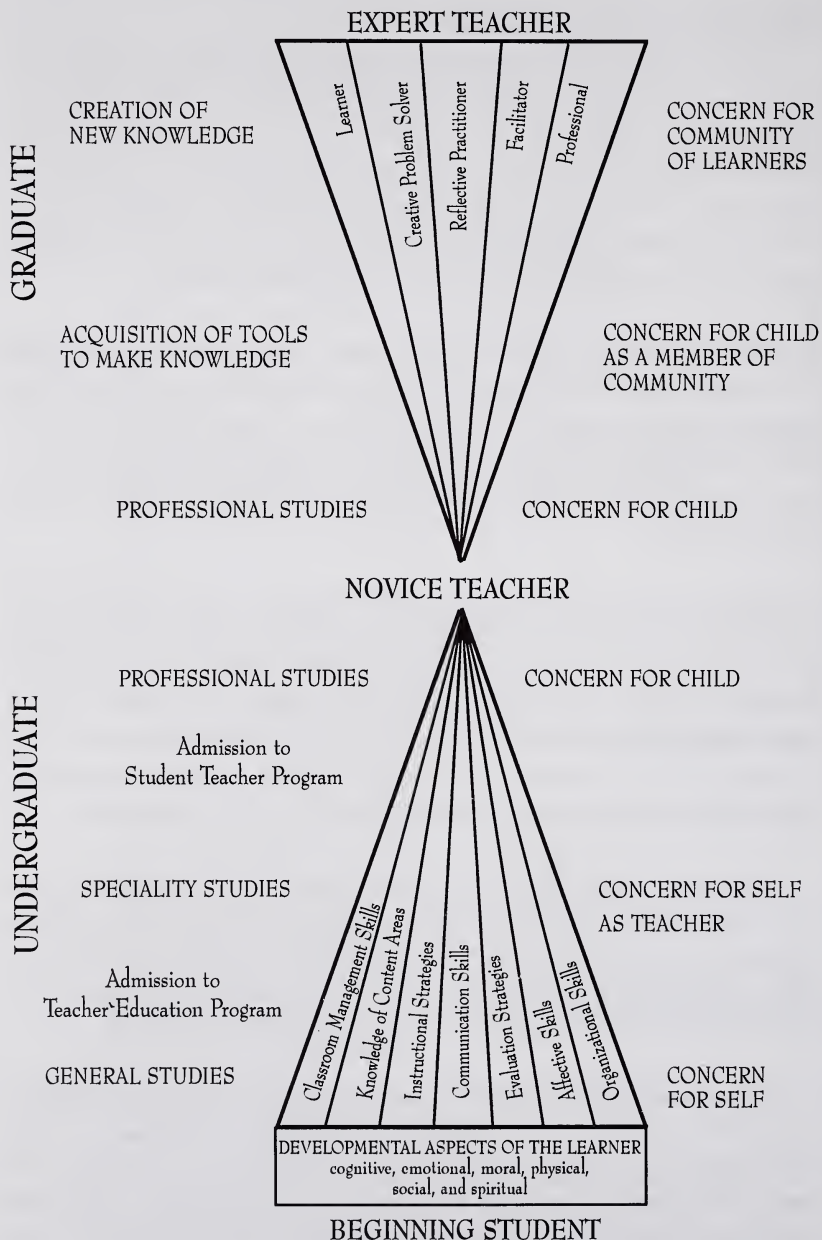 EXPERT TEACHER
GRADUATE
CREATION OF
NEW KNOWLEDGE
Learner
Creative Problem Solver
Reflective Practitioner
Facilitator
Professional
CONCERN FOR
COMMUNITY
OF LEARNERS
ACQUISITION OF TOOLS
TO MAKE KNOWLEDGE
CONCERN FOR CHILD
AS A MEMBER OF
COMMUNITY
PROFESSIONAL STUDIES
CONCERN FOR CHILD
NOVICE TEACHER
UNDERGRADUATE
PROFESSIONAL STUDIES
CONCERN FOR CHILD
Admission to
Student Teacher Program
SPECIALITY STUDIES
CONCERN FOR SELF
AS TEACHER
Admission to
Teacher Education Program
GENERAL STUDIES
Classroom Management Skills
Knowledge of Content Areas
Instructional Strategies
Communication Skills
Evaluation Strategies
Affective Skills
Organizational Skills
CONCERN
FOR SELF
DEVELOPMENTAL ASPECTS OF THE LEARNER
cognitive, emotional, moral, physical,
social, and spiritual
BEGINNING STUDENT